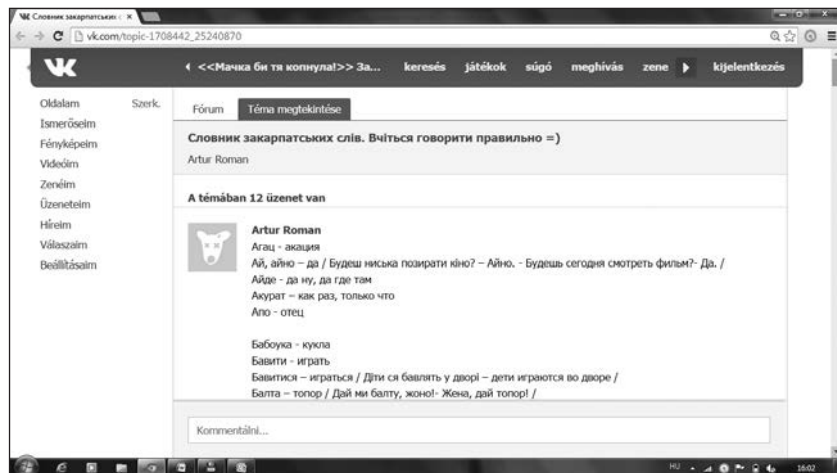 Словник закарпатських с
vk.com/topic-1708442_25240870
<<Мачка би тя копнула!>> За... keresés játékok súgó meghívás zene kijelentkezés
Oldalam Szerk.
Ismerőseim
Fényképeim
Videóim
Zenéim
Üzeneteim
Híreim
Válaszaim
Beállításaim
Fórum Téma megtekintése
Словник закарпатських слів. Вчіться говорити правильно =)
Artur Roman
A témában 12 üzenet van
Artur Roman
Агац - акация
Ай, айно – да / Будеш ниська позирати кіно? – Айно. - Будешь сегодня смотреть фильм?- Да. /
Айде - да ну, да где там
Акурат – как раз, только что
Апо - отец
Бабоука - кукла
Бавити - играть
Бавитися – играться / Діти ся бавлять у дворі – дети играются во дворе /
Балта – топор / Дай ми балту, жоно!- Жена, дай топор! /
Kommentálni...
HU 16:02